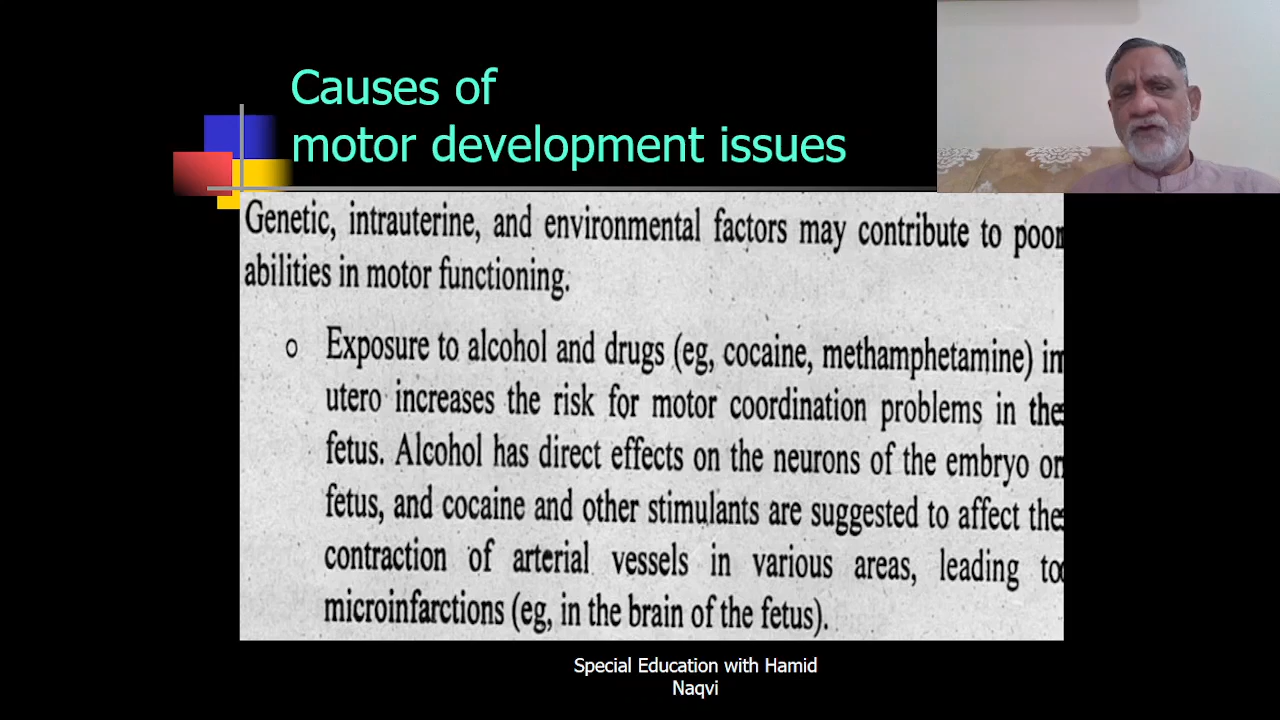 Causes of
motor development issues
Genetic, intrauterine, and environmental factors may contribute to poor
abilities in motor functioning.
o Exposure to alcohol and drugs (eg, cocaine, methamphetamine) in
utero increases the risk for motor coordination problems in the
fetus. Alcohol has direct effects on the neurons of the embryo or
fetus, and cocaine and other stimulants are suggested to affect the
contraction of arterial vessels in various areas, leading to
microinfarctions (eg, in the brain of the fetus).
Special Education with Hamid
Naqvi